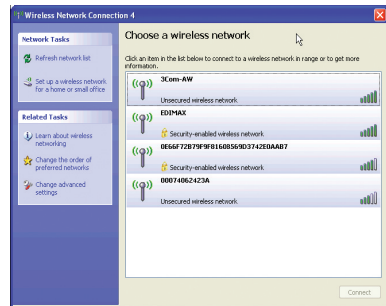 Wireless Network Connection 4
Network Tasks
Refresh network list
Set up a wireless network
for a home or small office
Related Tasks
Learn about wireless
networking
Change the order of
preferred networks
Change advanced
settings
Choose a wireless network
Click an item in the list below to connect to a wireless network in range or to get more
information.
3Com-AW
Unsecured wireless network
EDIMAX
Security-enabled wireless network
0E66F72B79F9F81608569D3742E0AAB7
Security-enabled wireless network
00074062423A
Unsecured wireless network
Connect